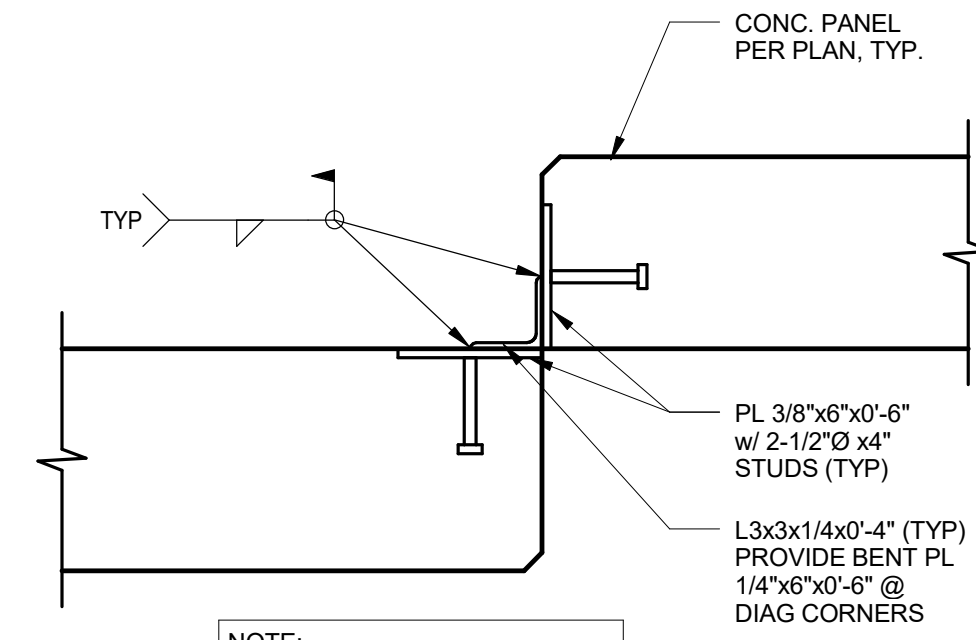 CONC. PANEL
PER PLAN, TYP.
TYP
PL 3/8"x6"x0'-6"
w/ 2-1/2"Ø x4"
STUDS (TYP)
L3x3x1/4x0'-4" (TYP)
PROVIDE BENT PL
1/4"x6"x0'-6" @
DIAG CORNERS
NOTE: